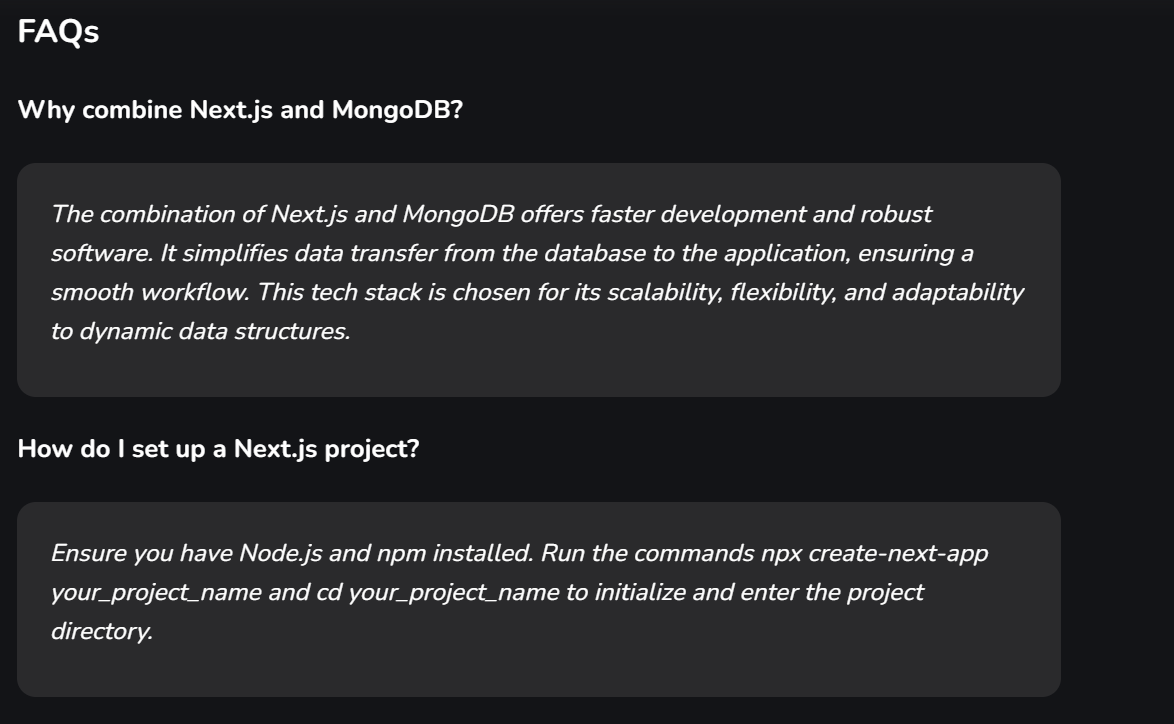 FAQs
Why combine Next.js and MongoDB?
The combination of Next.js and MongoDB offers faster development and robust
software. It simplifies data transfer from the database to the application, ensuring a
smooth workflow. This tech stack is chosen for its scalability, flexibility, and adaptability
to dynamic data structures.
How do I set up a Next.js project?
Ensure you have Node.js and npm installed. Run the commands npx create-next-app
your_project_name and cd your_project_name to initialize and enter the project
directory.